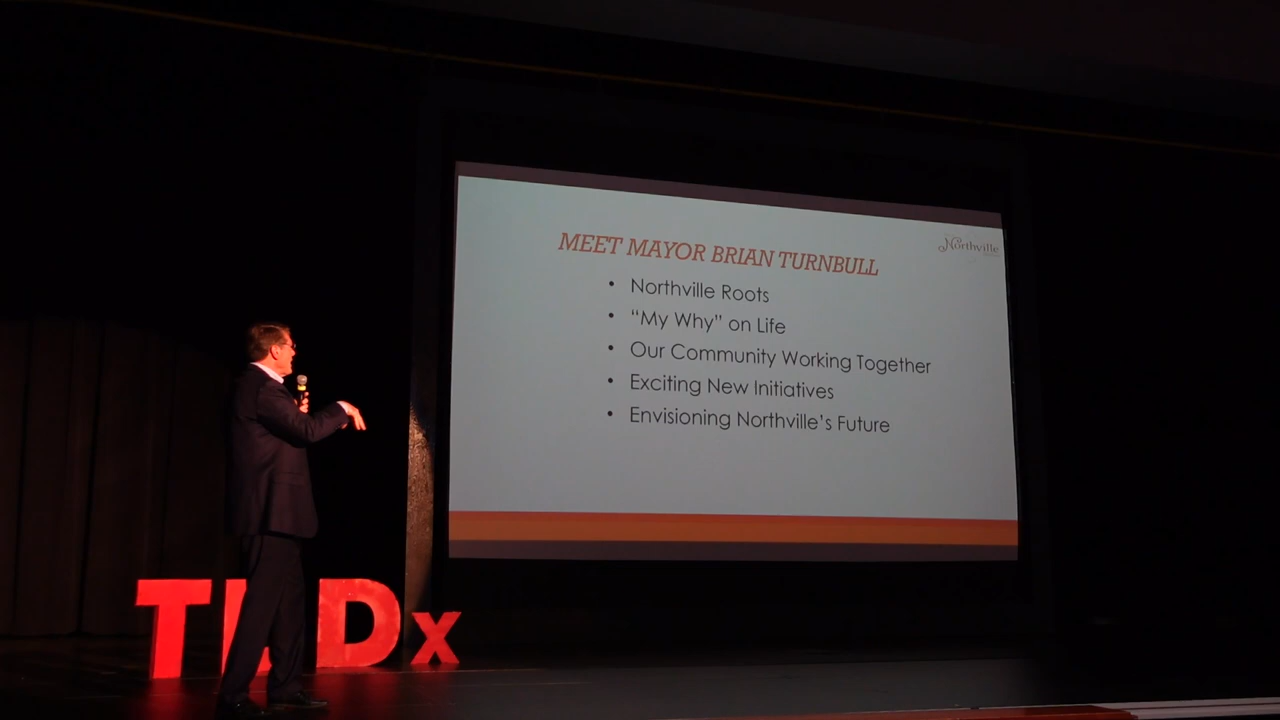 Northville
MEET MAYOR BRIAN TURNBULL
• Northville Roots
• “My Why” on Life
• Our Community Working Together
• Exciting New Initiatives
• Envisioning Northville’s Future
TEDx